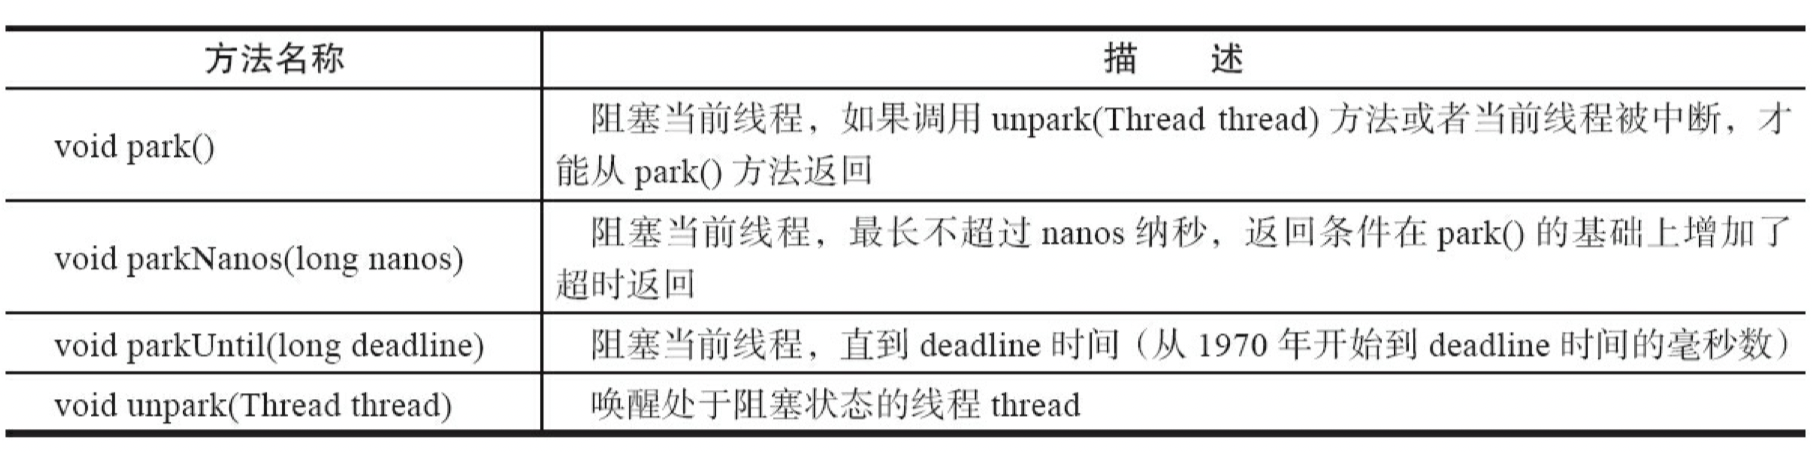 方法名称 描 述
void park() 阻塞当前线程，如果调用 unpark(Thread thread) 方法或者当前线程被中断，才
能从 park() 方法返回
void parkNanos(long nanos) 阻塞当前线程，最长不超过 nanos 纳秒，返回条件在 park() 的基础上增加了
超时返回
void parkUntil(long deadline) 阻塞当前线程，直到 deadline 时间（从 1970 年开始到 deadline 时间的毫秒数）
void unpark(Thread thread) 唤醒处于阻塞状态的线程 thread